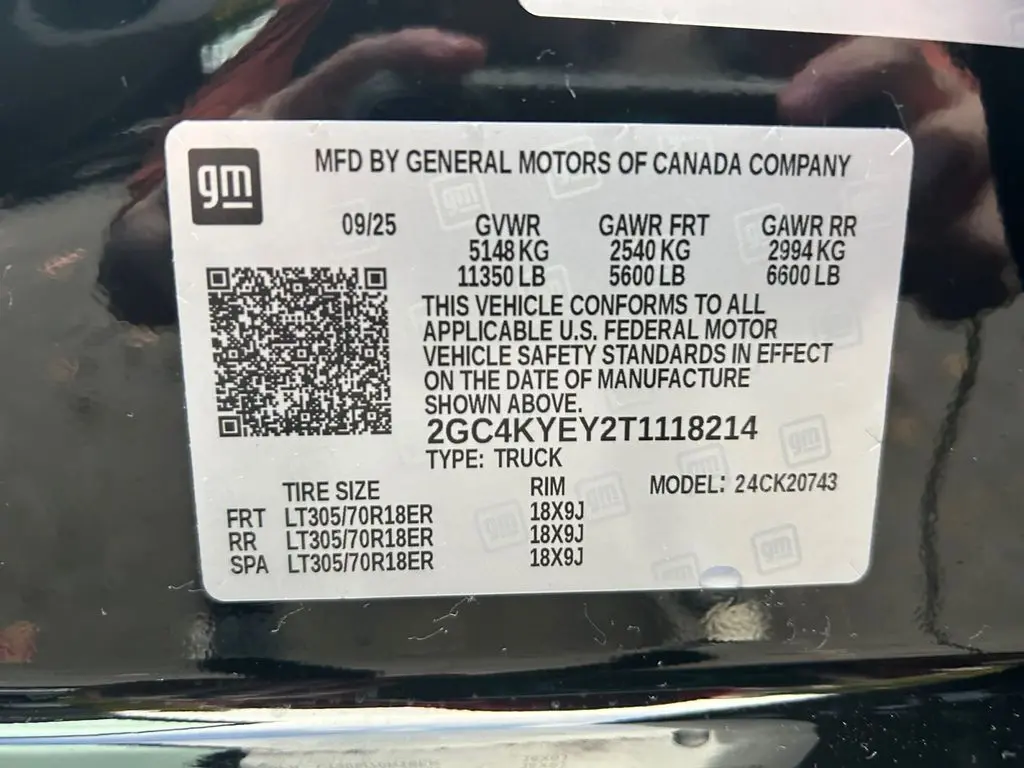 gm MFD BY GENERAL MOTORS OF CANADA COMPANY
09/25 GVWR GAWR FRT GAWR RR
5148 KG 2540 KG 2994 KG
11350 LB 5600 LB 6600 LB
THIS VEHICLE CONFORMS TO ALL
APPLICABLE U.S. FEDERAL MOTOR
VEHICLE SAFETY STANDARDS IN EFFECT
ON THE DATE OF MANUFACTURE
SHOWN ABOVE.
2GC4KYEY2T1118214
TYPE: TRUCK
TIRE SIZE RIM MODEL: 24CK20743
FRT LT305/70R18ER 18X9J
RR LT305/70R18ER 18X9J
SPA LT305/70R18ER 18X9J